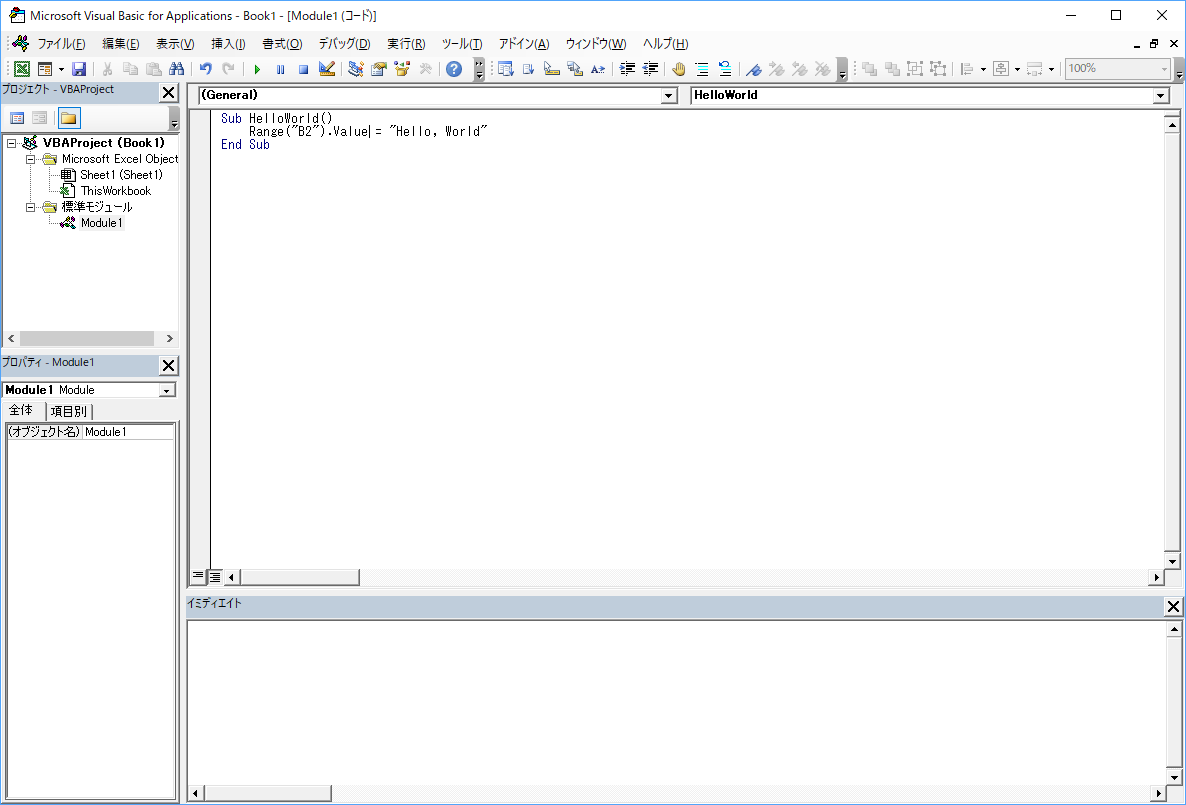 Microsoft Visual Basic for Applications - Book1 - [Module1 (コード)]
ファイル(F) 編集(E) 表示(V) 挿入(I) 書式(O) デバッグ(D) 実行(R) ツール(T) アドイン(A) ウィンドウ(W) ヘルプ(H)
100%
プロジェクト - VBAProject
VBAProject (Book1)
Microsoft Excel Object
Sheet1 (Sheet1)
ThisWorkbook
標準モジュール
Module1
プロパティ - Module1
Module1 Module
全体 項目別
(オブジェクト名) Module1
(General) HelloWorld
Sub HelloWorld()
Range("B2").Value = "Hello, World"
End Sub
イミディエイト